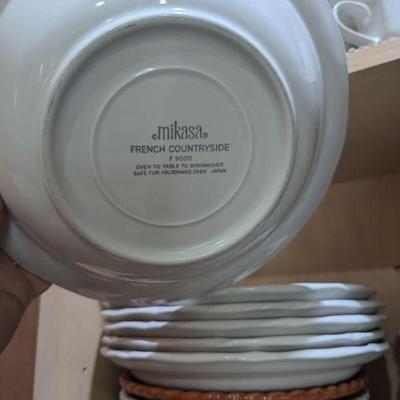 mikasa
FRENCH COUNTRYSIDE
F 9000
OVEN TO TABLE TO DISHWASHER
SAFE FOR MICROWAVE OVEN JAPAN